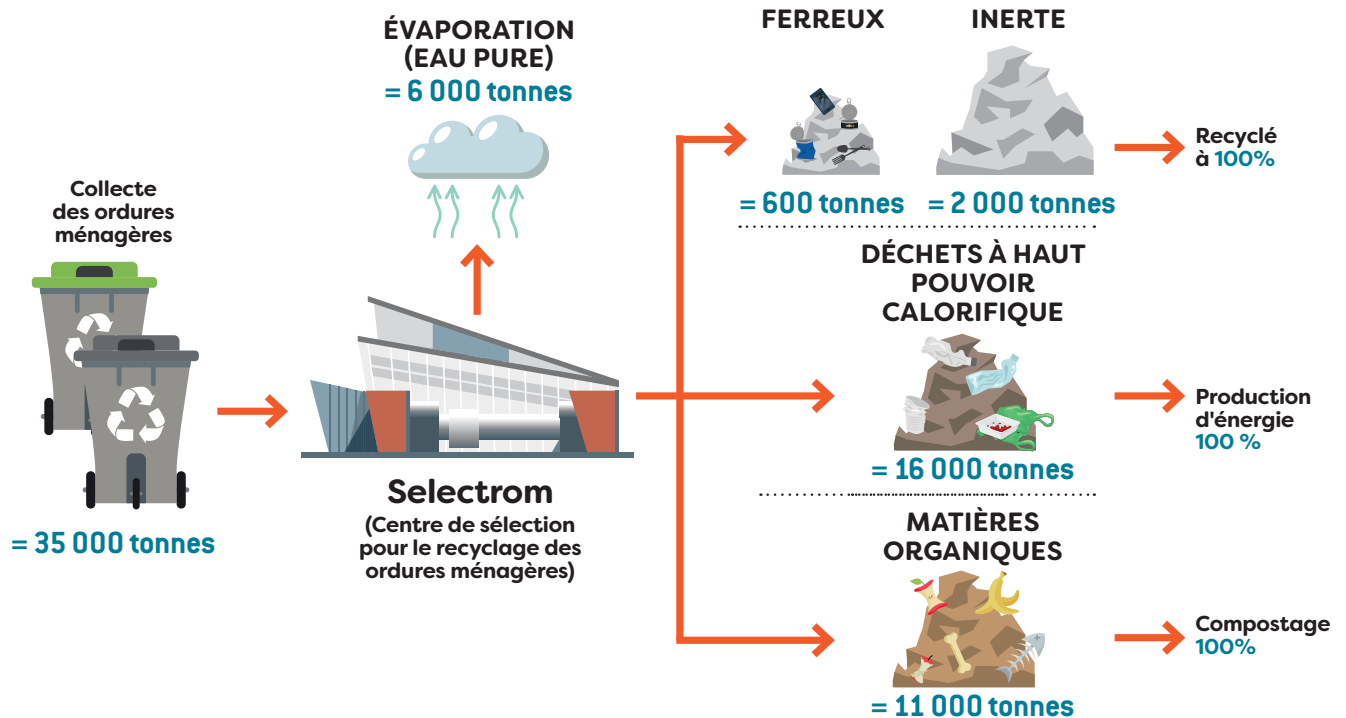 Collecte
des ordures
ménagères
= 35 000 tonnes
ÉVAPORATION
(EAU PURE)
= 6 000 tonnes
Selectrom
(Centre de sélection
pour le recyclage des
ordures ménagères)
FERREUX
= 600 tonnes
INERTE
= 2 000 tonnes
Recyclé
à 100%
DÉCHETS À HAUT
POUVOIR
CALORIFIQUE
= 16 000 tonnes
Production
d'énergie
100 %
MATIÈRES
ORGANIQUES
= 11 000 tonnes
Compostage
100%